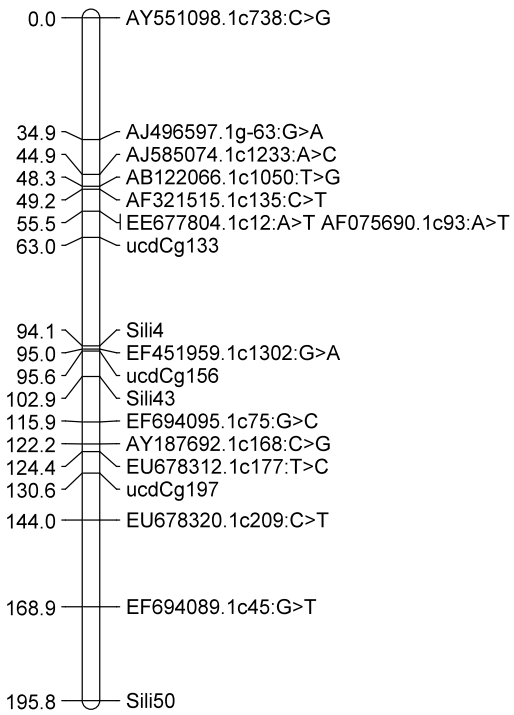 0.0 AY551098.1c738:C>G
34.9 AJ496597.1g-63:G>A
44.9 AJ585074.1c1233:A>C
48.3 AB122066.1c1050:T>G
49.2 AF321515.1c135:C>T
55.5 EE677804.1c12:A>T AF075690.1c93:A>T
63.0 ucdCg133
94.1 Sili4
95.0 EF451959.1c1302:G>A
95.6 ucdCg156
102.9 Sili43
115.9 EF694095.1c75:G>C
122.2 AY187692.1c168:C>G
124.4 EU678312.1c177:T>C
130.6 ucdCg197
144.0 EU678320.1c209:C>T
168.9 EF694089.1c45:G>T
195.8 Sili50